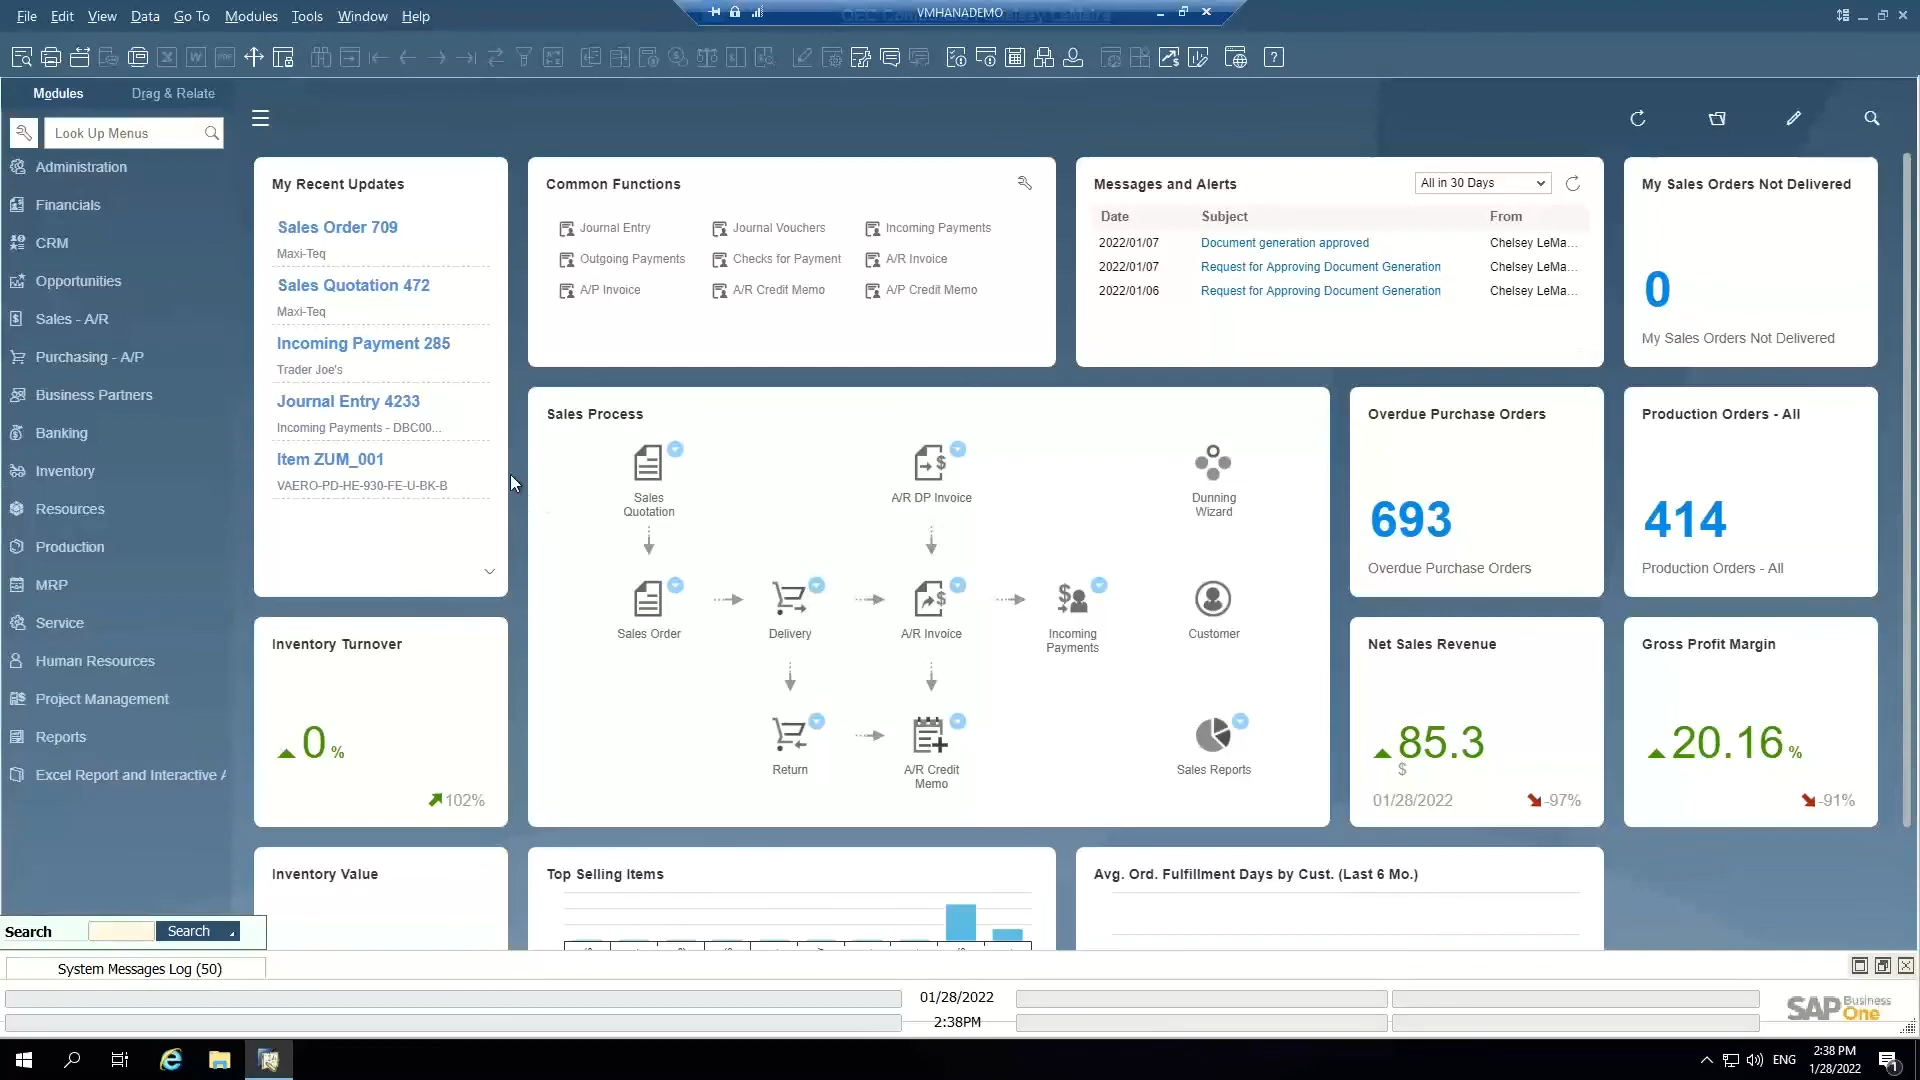 File Edit View Data Go To Modules Tools Window Help
VMHANADEMO
Modules Drag & Relate
Look Up Menus
Administration
Financials
CRM
Opportunities
Sales - A/R
Purchasing - A/P
Business Partners
Banking
Inventory
Resources
Production
MRP
Service
Human Resources
Project Management
Reports
Excel Report and Interactive A
My Recent Updates
Sales Order 709
Maxi-Teq
Sales Quotation 472
Maxi-Teq
Incoming Payment 285
Trader Joe's
Journal Entry 4233
Incoming Payments - DBC00...
Item ZUM_001
VAERO-PD-HE-930-FE-U-BK-B
Common Functions
Journal Entry Journal Vouchers Incoming Payments
Outgoing Payments Checks for Payment A/R Invoice
A/P Invoice A/R Credit Memo A/P Credit Memo
Messages and Alerts All in 30 Days
Date Subject From
2022/01/07 Document generation approved Chelsey LeMa...
2022/01/07 Request for Approving Document Generation Chelsey LeMa...
2022/01/06 Request for Approving Document Generation Chelsey LeMa...
My Sales Orders Not Delivered
0
My Sales Orders Not Delivered
Sales Process
Sales
Quotation
A/R DP Invoice
Dunning
Wizard
Sales Order
Delivery
A/R Invoice
Incoming
Payments
Customer
Return
A/R Credit
Memo
Sales Reports
Overdue Purchase Orders
693
Overdue Purchase Orders
Production Orders - All
414
Production Orders - All
Inventory Turnover
0 %
102%
Net Sales Revenue
85.3
$
01/28/2022 -97%
Gross Profit Margin
20.16 %
-91%
Inventory Value
Top Selling Items
Avg. Ord. Fulfillment Days by Cust. (Last 6 Mo.)
Search Search
System Messages Log (50)
01/28/2022
2:38PM
SAP Business One
ENG
2:38 PM
1/28/2022
1